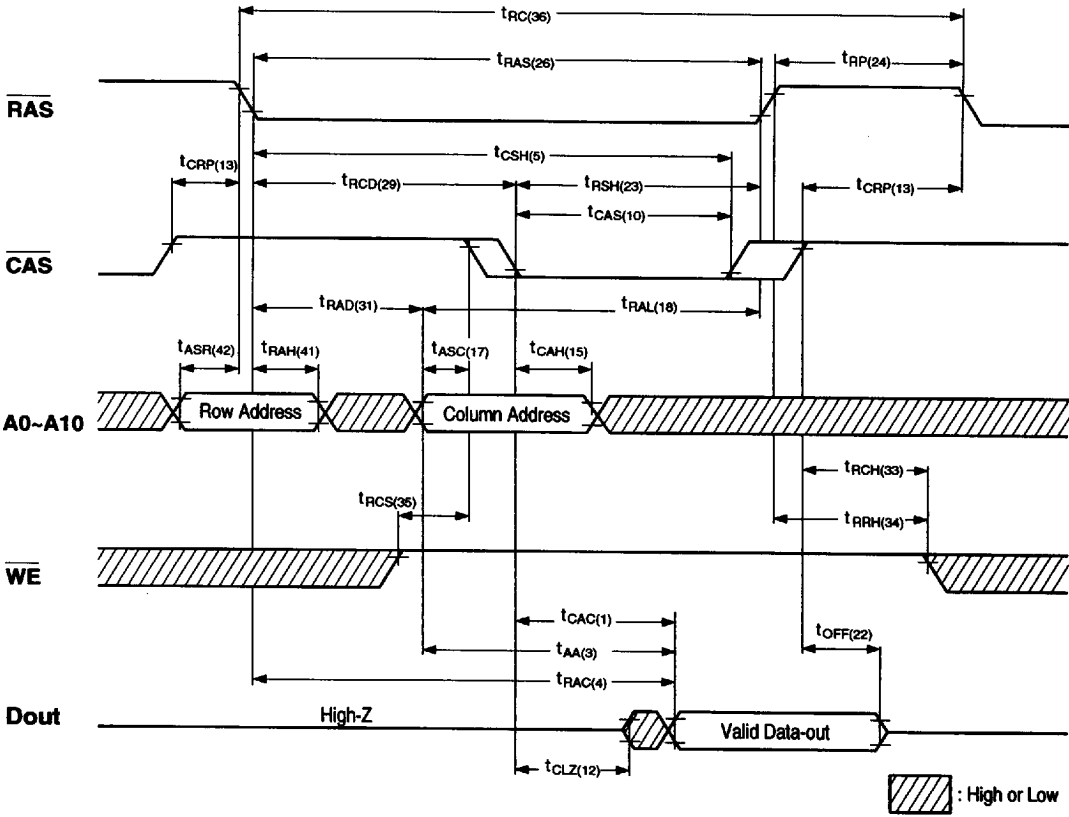 tRC(36)
tRAS(26)
tRP(24)
RAS
tCRP(13)
tCSH(5)
tRCD(29)
tRSH(23)
tCRP(13)
tCAS(10)
CAS
tRAD(31)
tRAL(18)
tASR(42)
tRAH(41)
tASC(17)
tCAH(15)
A0~A10
Row Address
Column Address
tRCH(33)
tRCS(35)
tRRH(34)
WE
tCAC(1)
tOFF(22)
tAA(3)
tRAC(4)
Dout
High-Z
Valid Data-out
tCLZ(12)
: High or Low